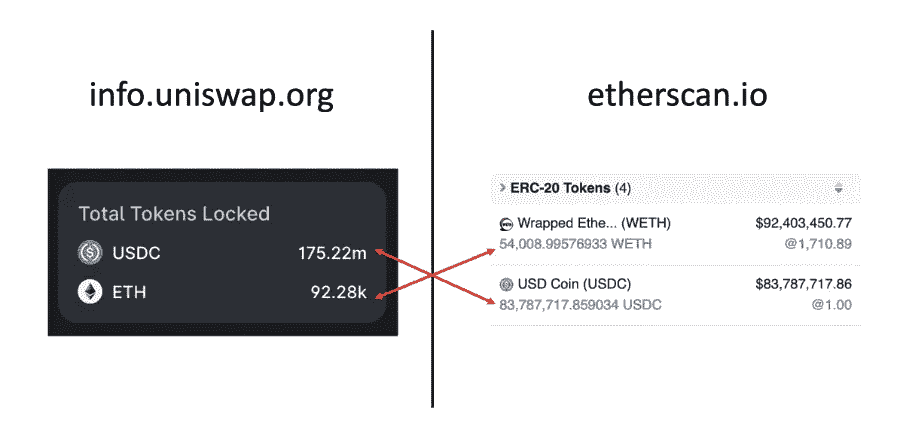 info.uniswap.org
Total Tokens Locked
USDC 175.22m
ETH 92.28k
etherscan.io
> ERC-20 Tokens (4)
Wrapped Ethe... (WETH) $92,403,450.77
54,008.99576933 WETH @1,710.89
USD Coin (USDC) $83,787,717.86
83,787,717.859034 USDC @1.00